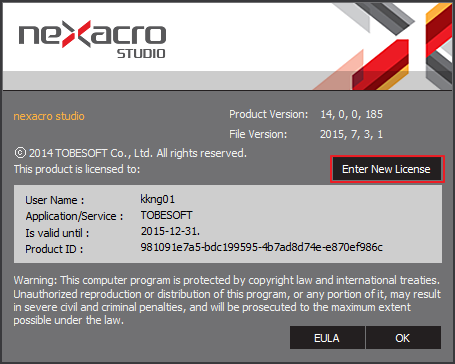 nexacro
STUDIO
nexacro studio
Product Version: 14, 0, 0, 185
File Version: 2015, 7, 3, 1
© 2014 TOBESOFT Co., Ltd. All rights reserved.
This product is licensed to:
Enter New License
User Name : kkng01
Application/Service : TOBESOFT
Is valid until : 2015-12-31.
Product ID : 981091e7a5-bdc199595-4b7ad8d74e-e870ef986c
Warning: This computer program is protected by copyright law and international treaties.
Unauthorized reproduction or distribution of this program, or any portion of it, may result
in severe civil and criminal penalties, and will be prosecuted to the maximum extent
possible under the law.
EULA
OK